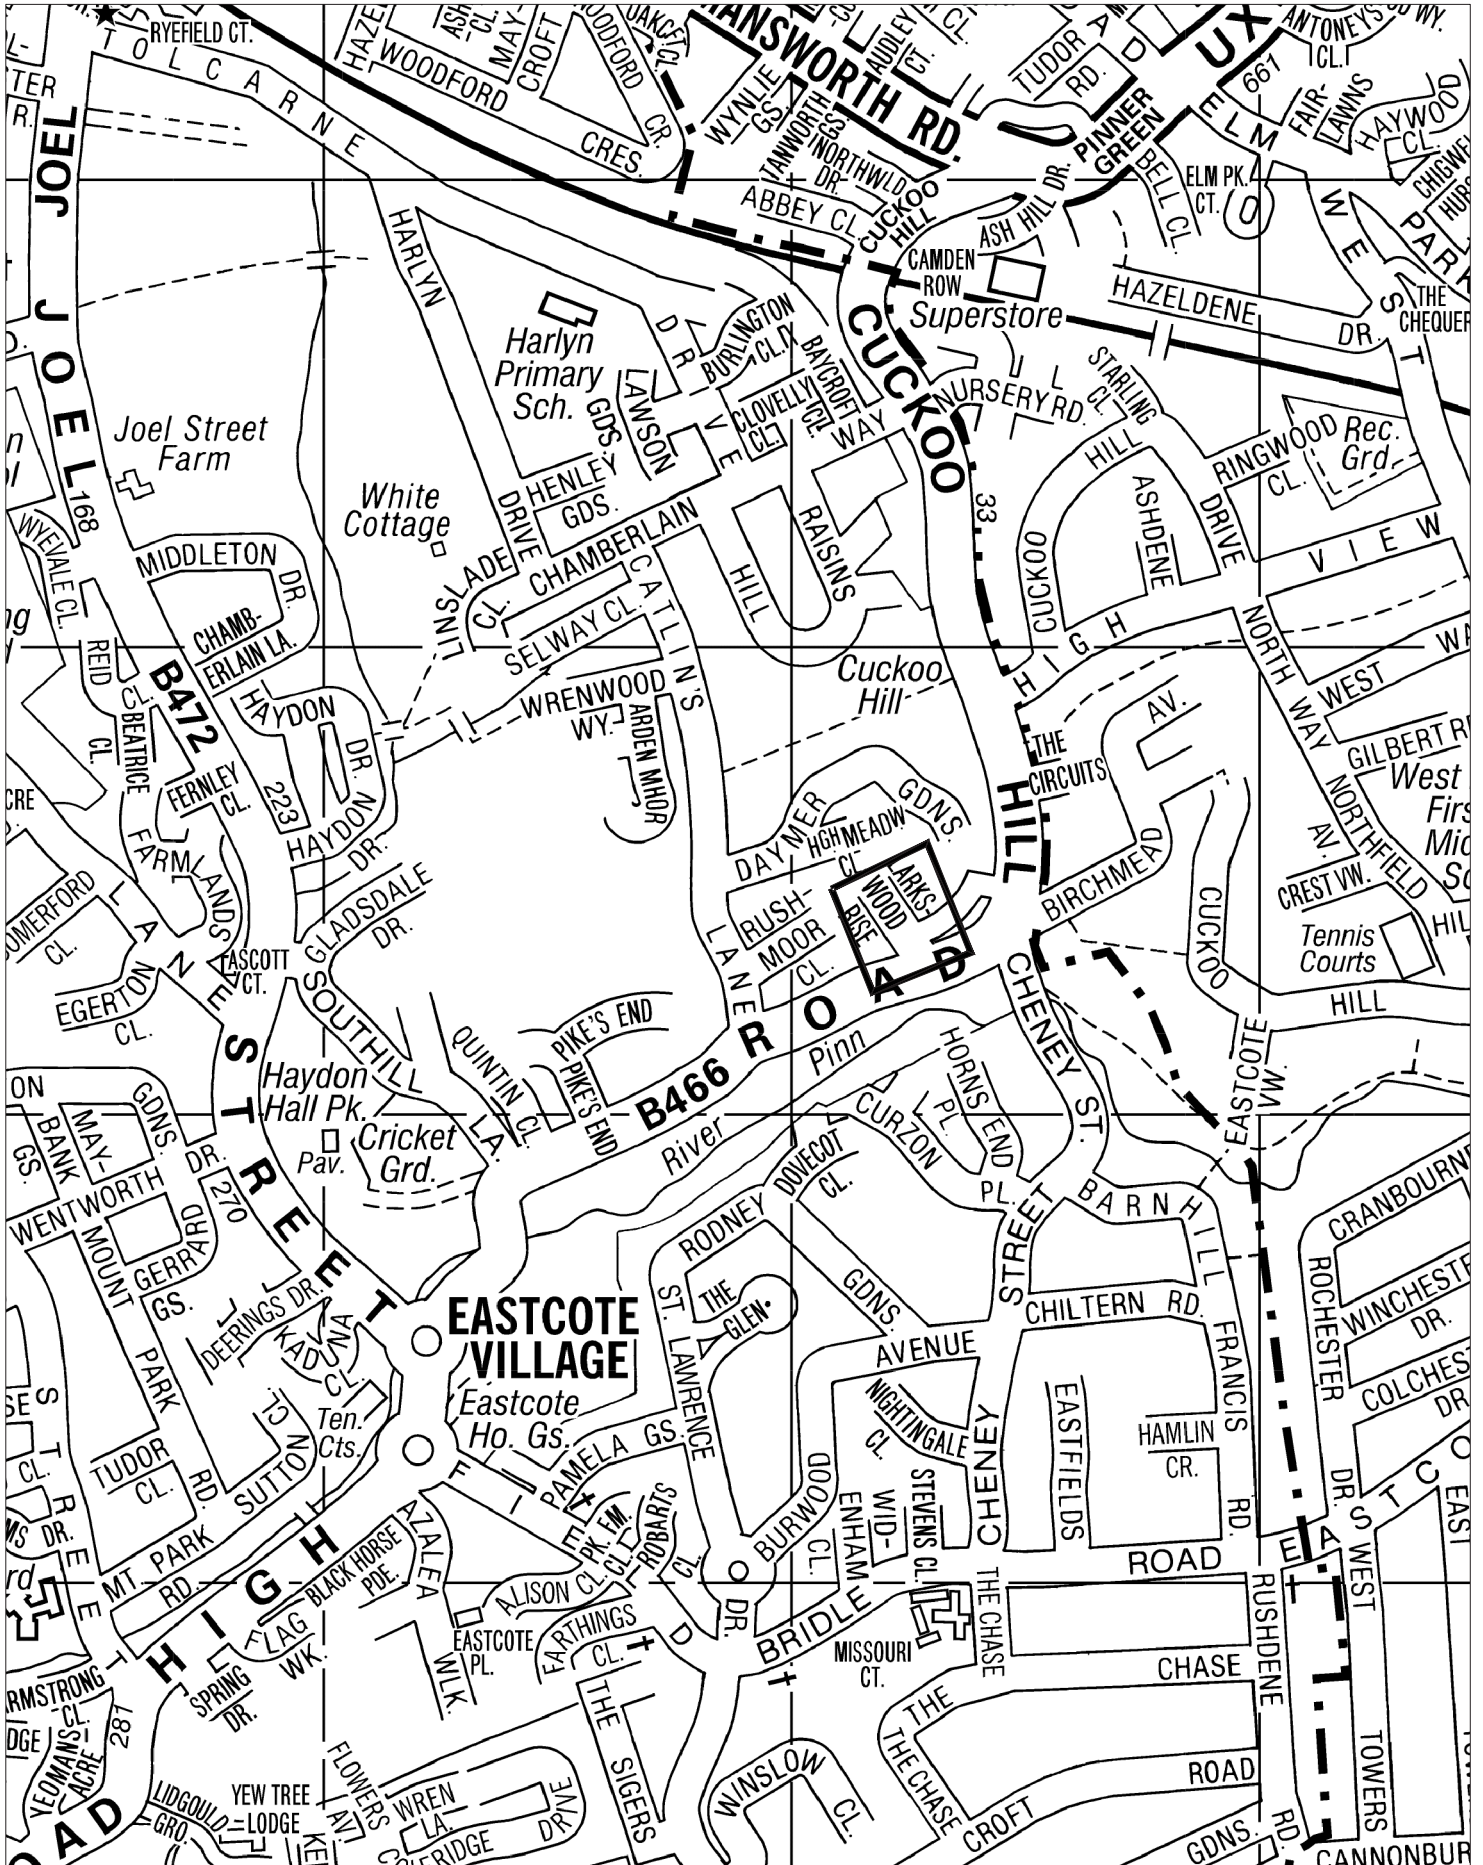 RYEFIELD CT.
TOLCARNE
WOODFORD
CRES.
MAY-
CROFT
WOODFORD
CR.
WYNLIE
GS.
TANWORTH
GS.
NORTHWLD
DR.
ABBEY CL.
CUCKOO
HILL
AUDLEY
CT.
TUDOR
RD.
PINNER
GREEN
661
ELM
ANTONEYS
CL.
FAIR-
LAWNS
HAYWOOD
CL.
BELL CL.
ELM PK.
CT.
ASH HILL DR.
CAMDEN
ROW
Superstore
HAZELDENE
DR.
WEST
PARK
THE
JOEL
JOEL
HARLYN
DRIVE
Harlyn
Primary
Sch.
BURLINGTON
CL.
DRIVE
BAYCROFT
CL.
CLOVELLY
CL.
WAY
LAWSON
GDS
HENLEY
GDS.
CHAMBERLAIN
LINSLADE
CL.
White
Cottage
Joel Street
Farm
168
WYEVALE CL.
MIDDLETON
DR.
CHAMB-
ERLAIN LA.
REID
CL.
BEATRICE
CL.
B472
HAYDON
DR.
FERNLEY
CL.
223
HAYDON
DR.
FARMLANDS
GLADSDALE
DR.
SELWAY CL.
WRENWOOD
WY.
ARDEN MHOR
CATLIN'S
LANE
RAISINS
HILL
CUCKOO
HILL
NURSERY RD.
STARLING
CL.
33
CUCKOO
HILL
DRIVE
ASHDENE
RINGWOOD
CL.
Rec.
Grd.
HIGH
VIEW
NORTH
WAY
WEST
GILBERT
NORTHFIELD
AV.
CREST VW.
Tennis
Courts
Cuckoo
Hill
THE
CIRCUITS
AV.
BIRCHMEAD
CUCKOO
HILL
DAYMER
GDNS
HGHMEADW
CL.
ARKS-
WOOD
RISE
RUSH-
MOOR
CL.
B466
ROAD
River
Pinn
PIKE'S END
PIKE'S END
QUINTIN CL.
SOUTHILL
LA.
LANE
ASCOTT
CT.
EGERTON
CL.
STREET
Haydon
Hall Pk.
Pav.
Cricket
Grd.
GDNS
MAY-
BANK
GS.
DR.
WENTWORTH
270
MOUNT
PARK
RD.
GERRARD
GS.
DEERINGS DR.
KADUNA
CL.
SUTTON CL.
TUDOR
CL.
Ten.
Cts.
EASTCOTE
VILLAGE
Eastcote
Ho. Gs.
CHENEY ST.
HORNS END
PL.
CURZON
PL.
DOVECOT
CL.
EASTCOTE
VW.
BARNHILL
RODNEY
GDNS.
THE
GLEN
ST. LAWRENCE
DR.
AVENUE
CHENEY
STREET
CHILTERN RD.
FRANCIS
RD.
HAMLIN
CR.
EASTFIELDS
NIGHTINGALE
CL.
STEVENS CL.
WID-
ENHAM
CL.
BURWOOD
PAMELA GS.
FIELD
PK. FM.
CL.
ROBARTS
CL.
BRIDLE
ROAD
CRANBOURNE
ROCHESTER
DR.
WINCHESTER
DR.
EAST
WEST
TOWERS
RUSHDENE
RD.
THE CHASE
THE
CHASE
THE CHASE
MISSOURI
CT.
CROFT
ROAD
GDNS.
WINSLOW
CL.
THE
SIGERS
FARTHINGS
CL.
ALISON CL.
EASTCOTE
PL.
AZALEA
WLK.
BLACK HORSE
PDE.
HIGH
MT. PARK
RD.
FLAG
WK.
SPRING
DR.
281
YEOMANS
ACRE
LIDGOULD
GRO.
YEW TREE
LODGE
FLOWERS
AV.
WREN
LA.
DRIVE